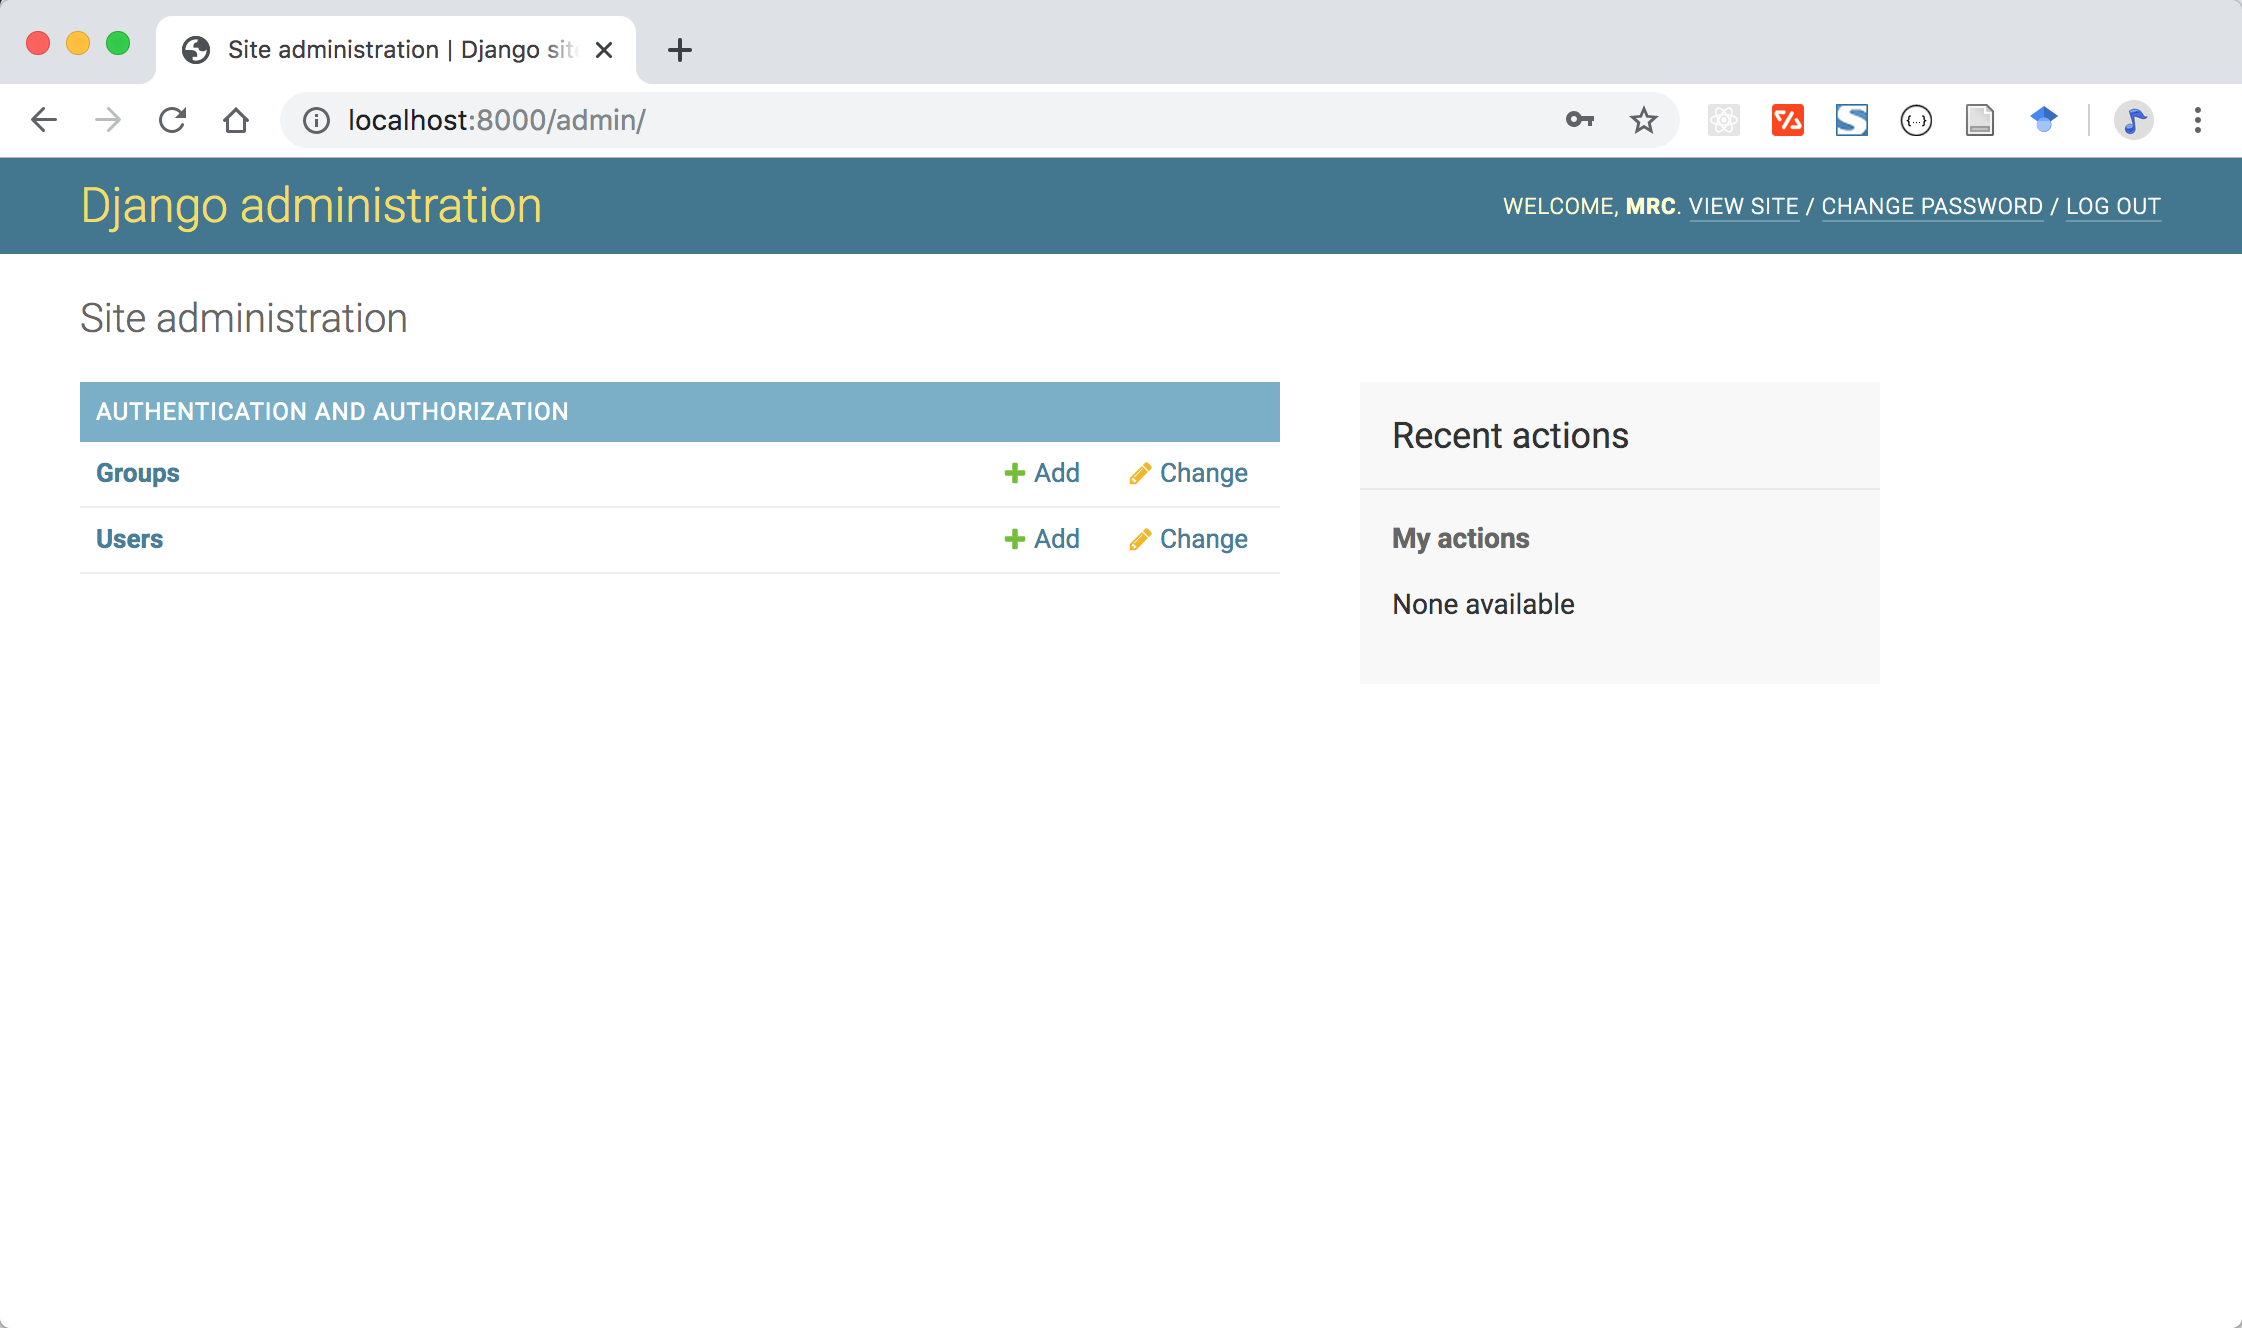 Site administration | Django sit
localhost:8000/admin/
Django administration
WELCOME, MRC. VIEW SITE / CHANGE PASSWORD / LOG OUT
Site administration
AUTHENTICATION AND AUTHORIZATION
Groups Add Change
Users Add Change
Recent actions
My actions
None available